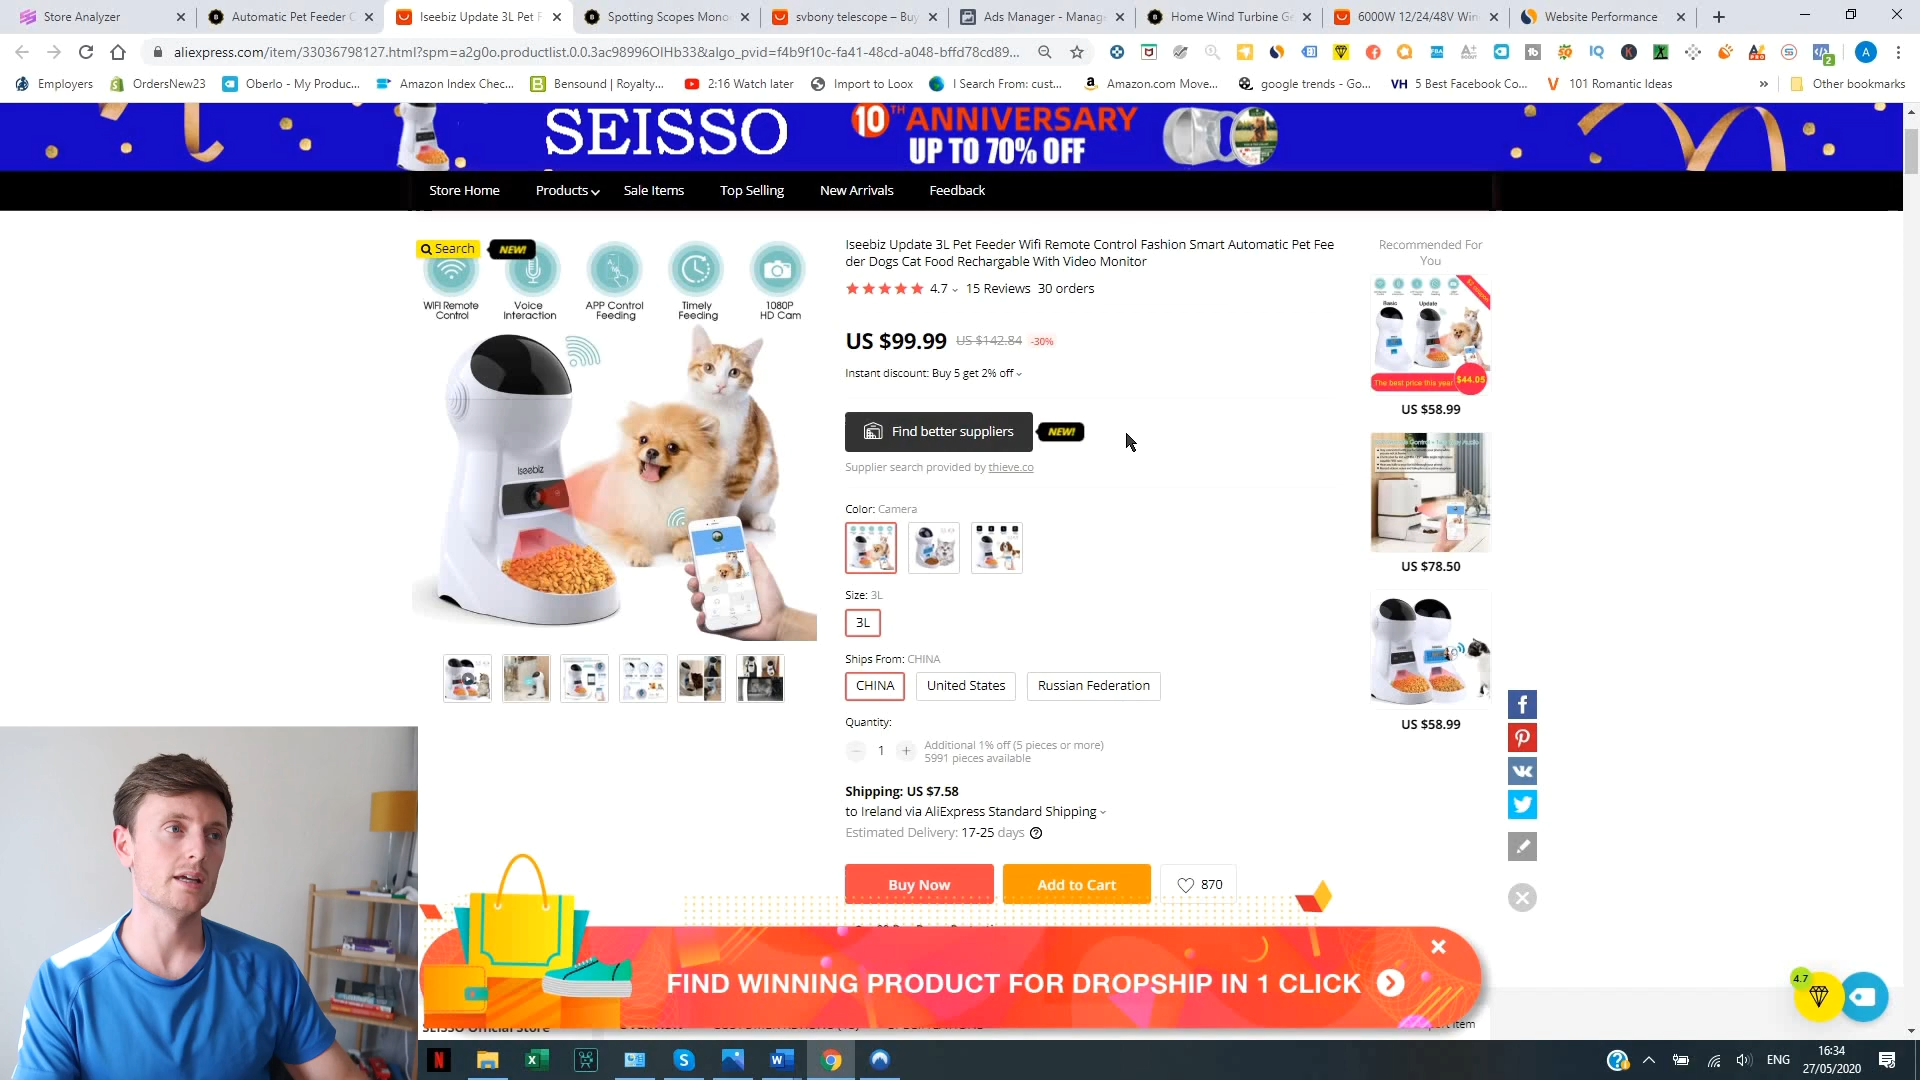 Store Analyzer
Automatic Pet Feeder C
Iseebiz Update 3L Pet F
Spotting Scopes Mono
svbony telescope – Buy
Ads Manager - Manag
Home Wind Turbine Ge
6000W 12/24/48V Win
Website Performance
aliexpress.com/item/33036798127.html?spm=a2g0o.productlist.0.0.3ac98996OIHb33&algo_pvid=f4b9f10c-fa41-48cd-a048-bffd78cd89...
Employers
OrdersNew23
Oberlo - My Produc...
Amazon Index Chec...
Bensound | Royalty...
2:16 Watch later
Import to Loox
I Search From: cust...
Amazon.com Move...
google trends - Go...
VH 5 Best Facebook Co...
101 Romantic Ideas
»
Other bookmarks
SEISSO
10TH ANNIVERSARY
UP TO 70% OFF
Store Home
Products
Sale Items
Top Selling
New Arrivals
Feedback
Search
NEW!
WIFI Remote Control
Voice Interaction
APP Control Feeding
Timely Feeding
1080P HD Cam
Iseebiz
Iseebiz Update 3L Pet Feeder Wifi Remote Control Fashion Smart Automatic Pet Fee
der Dogs Cat Food Rechargable With Video Monitor
4.7 15 Reviews 30 orders
US $99.99 US $142.84 -30%
Instant discount: Buy 5 get 2% off
Find better suppliers NEW!
Supplier search provided by thieve.co
Color: Camera
Size: 3L
3L
Ships From: CHINA
CHINA
United States
Russian Federation
Quantity:
1
Additional 1% off (5 pieces or more)
5991 pieces available
Shipping: US $7.58
to Ireland via AliExpress Standard Shipping
Estimated Delivery: 17-25 days
Buy Now
Add to Cart
870
Recommended For
You
Basic
Update
The best price this year $44.05
US $58.99
US $78.50
US $58.99
FIND WINNING PRODUCT FOR DROPSHIP IN 1 CLICK
4.7
ENG
16:34
27/05/2020